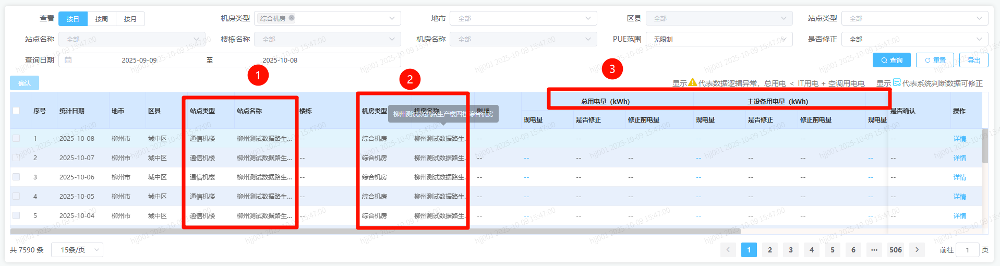 查看 按日 按周 按月 机房类型 综合机房 地市 全部 区县 全部 站点类型 全部
站点名称 全部 楼栋名称 全部 机房名称 全部 PUE范围 无限制 是否修正 全部
查询日期 2025-09-09 至 2025-10-08 查询 重置 导出
1 2 3
确认 显示 代表数据逻辑异常，总用电 < IT用电 + 空调用电电 显示 代表系统判断数据可修正
总用电量（kWh） 主设备用电量（kWh）
序号 统计日期 地市 区县 站点类型 站点名称 楼栋 机房类型 机房名称 PUE 是否确认 操作
柳州测试数据路生产楼四楼综合机房
现电量 是否修正 修正前电量 现电量 是否修正 修正前电量 现电量
1 2025-10-08 柳州市 城中区 通信机楼 柳州测试数据路生... -- 综合机房 柳州测试数据路生... -- -- -- -- -- -- -- -- -- 详情
2 2025-10-07 柳州市 城中区 通信机楼 柳州测试数据路生... -- 综合机房 柳州测试数据路生... -- -- -- -- -- -- -- -- -- 详情
3 2025-10-06 柳州市 城中区 通信机楼 柳州测试数据路生... -- 综合机房 柳州测试数据路生... -- -- -- -- -- -- -- -- -- 详情
4 2025-10-05 柳州市 城中区 通信机楼 柳州测试数据路生... -- 综合机房 柳州测试数据路生... -- -- -- -- -- -- -- -- -- 详情
5 2025-10-04 柳州市 城中区 通信机楼 柳州测试数据路生... -- 综合机房 柳州测试数据路生... -- -- -- -- -- -- -- -- -- 详情
共 7590 条 15条/页 < 1 2 3 4 5 6 ... 506 > 前往 1 页
hjj001 2025-10-09 15:47:00